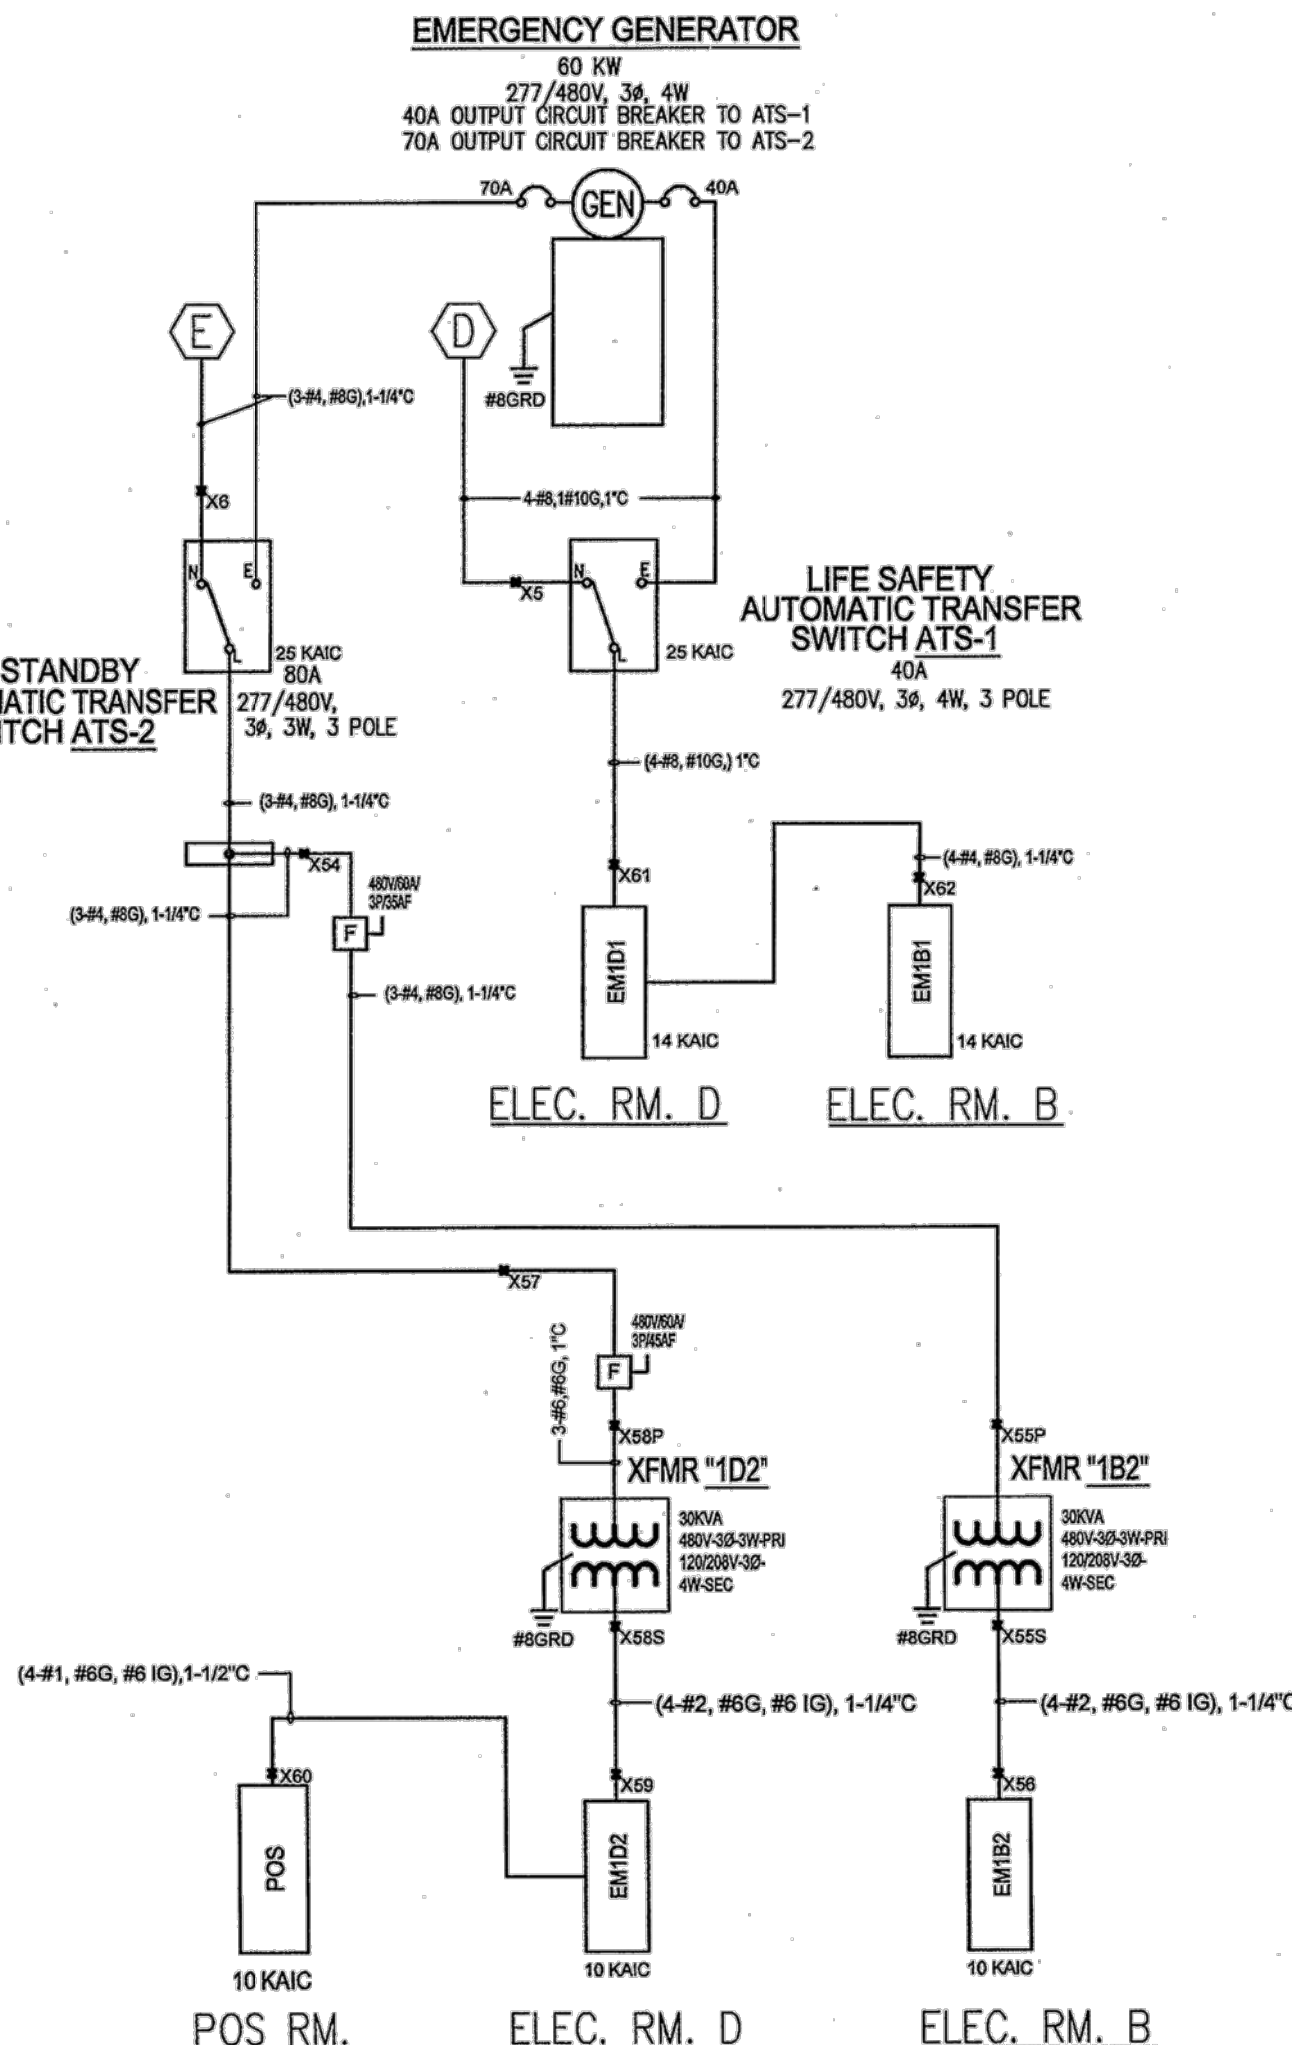 EMERGENCY GENERATOR
60 KW
277/480V, 3ø, 4W
40A OUTPUT CIRCUIT BREAKER TO ATS-1
70A OUTPUT CIRCUIT BREAKER TO ATS-2
70A
GEN
40A
E
D
(3-#4, #8G),1-1/4"C
#8GRD
X6
4-#8,1#10G,1"C
N
E
L
25 KAIC
80A
277/480V,
3ø, 3W, 3 POLE
STANDBY
MATIC TRANSFER
ITCH ATS-2
X5
N
E
L
25 KAIC
LIFE SAFETY
AUTOMATIC TRANSFER
SWITCH ATS-1
40A
277/480V, 3ø, 4W, 3 POLE
(4-#8, #10G,) 1"C
(3-#4, #8G), 1-1/4"C
X54
480V/60A/
3P/35AF
F
(3-#4, #8G), 1-1/4"C
(3-#4, #8G), 1-1/4"C
X61
EM1D1
14 KAIC
(4-#4, #8G), 1-1/4"C
X62
EM1B1
14 KAIC
ELEC. RM. D
ELEC. RM. B
X57
480V/60A/
3P/45AF
F
3-#6,#6G, 1"C
X58P
XFMR "1D2"
30KVA
480V-3Ø-3W-PRI
120/208V-3Ø-
4W-SEC
#8GRD
X58S
X55P
XFMR "1B2"
30KVA
480V-3Ø-3W-PRI
120/208V-3Ø-
4W-SEC
#8GRD
X55S
(4-#1, #6G, #6 IG),1-1/2"C
(4-#2, #6G, #6 IG), 1-1/4"C
(4-#2, #6G, #6 IG), 1-1/4"C
X60
X59
X56
POS
EM1D2
EM1B2
10 KAIC
10 KAIC
10 KAIC
POS RM.
ELEC. RM. D
ELEC. RM. B